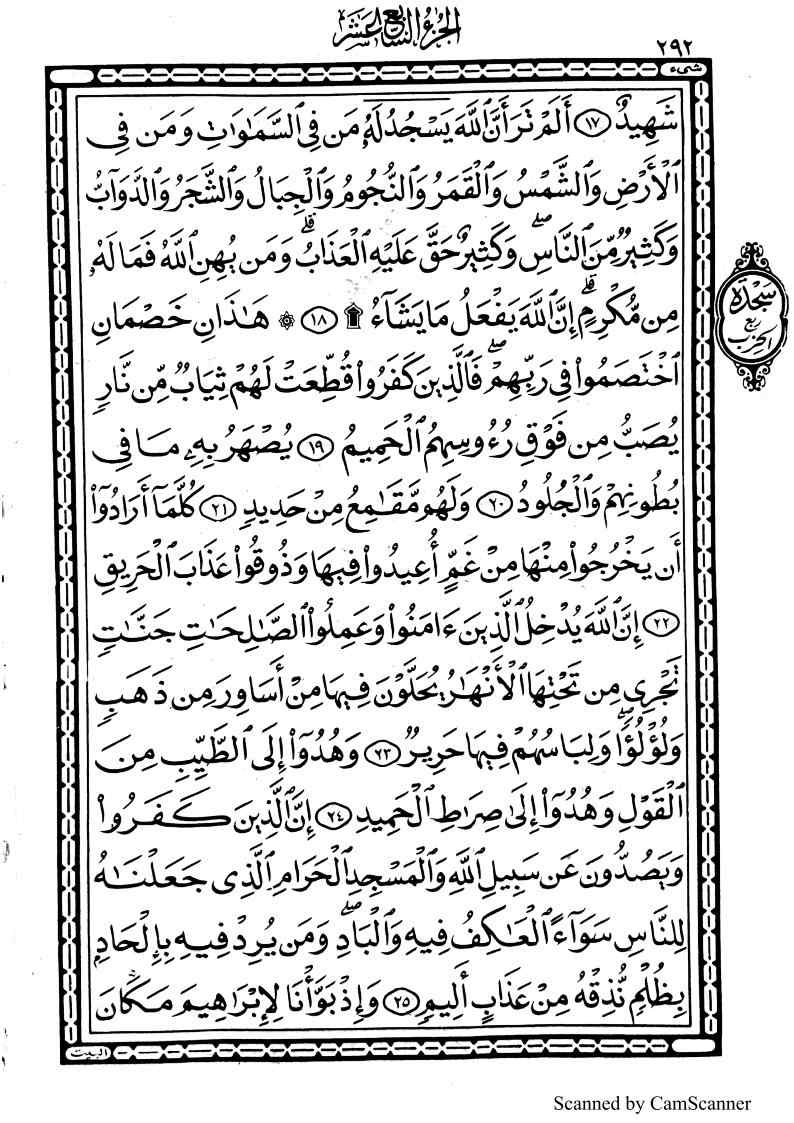 الجزء السابع عشر
٢٩٢
شىء
شَهِيدٌ ١٧ أَلَمْ تَرَ أَنَّ ٱللَّهَ يَسْجُدُ لَهُۥ مَن فِى ٱلسَّمَٰوَٰتِ وَمَن فِى
ٱلْأَرْضِ وَٱلشَّمْسُ وَٱلْقَمَرُ وَٱلنُّجُومُ وَٱلْجِبَالُ وَٱلشَّجَرُ وَٱلدَّوَآبُّ
وَكَثِيرٌ مِّنَ ٱلنَّاسِ ۖ وَكَثِيرٌ حَقَّ عَلَيْهِ ٱلْعَذَابُ ۗ وَمَن يُهِنِ ٱللَّهُ فَمَا لَهُۥ
مِن مُّكْرِمٍ ۚ إِنَّ ٱللَّهَ يَفْعَلُ مَا يَشَآءُ ۩ ١٨ ۞ هَٰذَانِ خَصْمَانِ
ٱخْتَصَمُوا۟ فِى رَبِّهِمْ ۖ فَٱلَّذِينَ كَفَرُوا۟ قُطِّعَتْ لَهُمْ ثِيَابٌ مِّن نَّارٍ
يُصَبُّ مِن فَوْقِ رُءُوسِهِمُ ٱلْحَمِيمُ ١٩ يُصْهَرُ بِهِۦ مَا فِى
بُطُونِهِمْ وَٱلْجُلُودُ ٢٠ وَلَهُم مَّقَٰمِعُ مِنْ حَدِيدٍ ٢١ كُلَّمَآ أَرَادُوٓا۟
أَن يَخْرُجُوا۟ مِنْهَا مِنْ غَمٍّ أُعِيدُوا۟ فِيهَا وَذُوقُوا۟ عَذَابَ ٱلْحَرِيقِ
٢٢ إِنَّ ٱللَّهَ يُدْخِلُ ٱلَّذِينَ ءَامَنُوا۟ وَعَمِلُوا۟ ٱلصَّٰلِحَٰتِ جَنَّٰتٍ
تَجْرِى مِن تَحْتِهَا ٱلْأَنْهَٰرُ يُحَلَّوْنَ فِيهَا مِنْ أَسَاوِرَ مِن ذَهَبٍ
وَلُؤْلُؤًا ۖ وَلِبَاسُهُمْ فِيهَا حَرِيرٌ ٢٣ وَهُدُوٓا۟ إِلَى ٱلطَّيِّبِ مِنَ
ٱلْقَوْلِ وَهُدُوٓا۟ إِلَىٰ صِرَٰطِ ٱلْحَمِيدِ ٢٤ إِنَّ ٱلَّذِينَ كَفَرُوا۟
وَيَصُدُّونَ عَن سَبِيلِ ٱللَّهِ وَٱلْمَسْجِدِ ٱلْحَرَامِ ٱلَّذِى جَعَلْنَٰهُ
لِلنَّاسِ سَوَآءً ٱلْعَٰكِفُ فِيهِ وَٱلْبَادِ ۖ وَمَن يُرِدْ فِيهِ بِإِلْحَادٍۭ
بِظُلْمٍ نُّذِقْهُ مِنْ عَذَابٍ أَلِيمٍ ٢٥ وَإِذْ بَوَّأْنَا لِإِبْرَٰهِيمَ مَكَانَ
سجدة
ربع
الحزب
البيت
Scanned by CamScanner